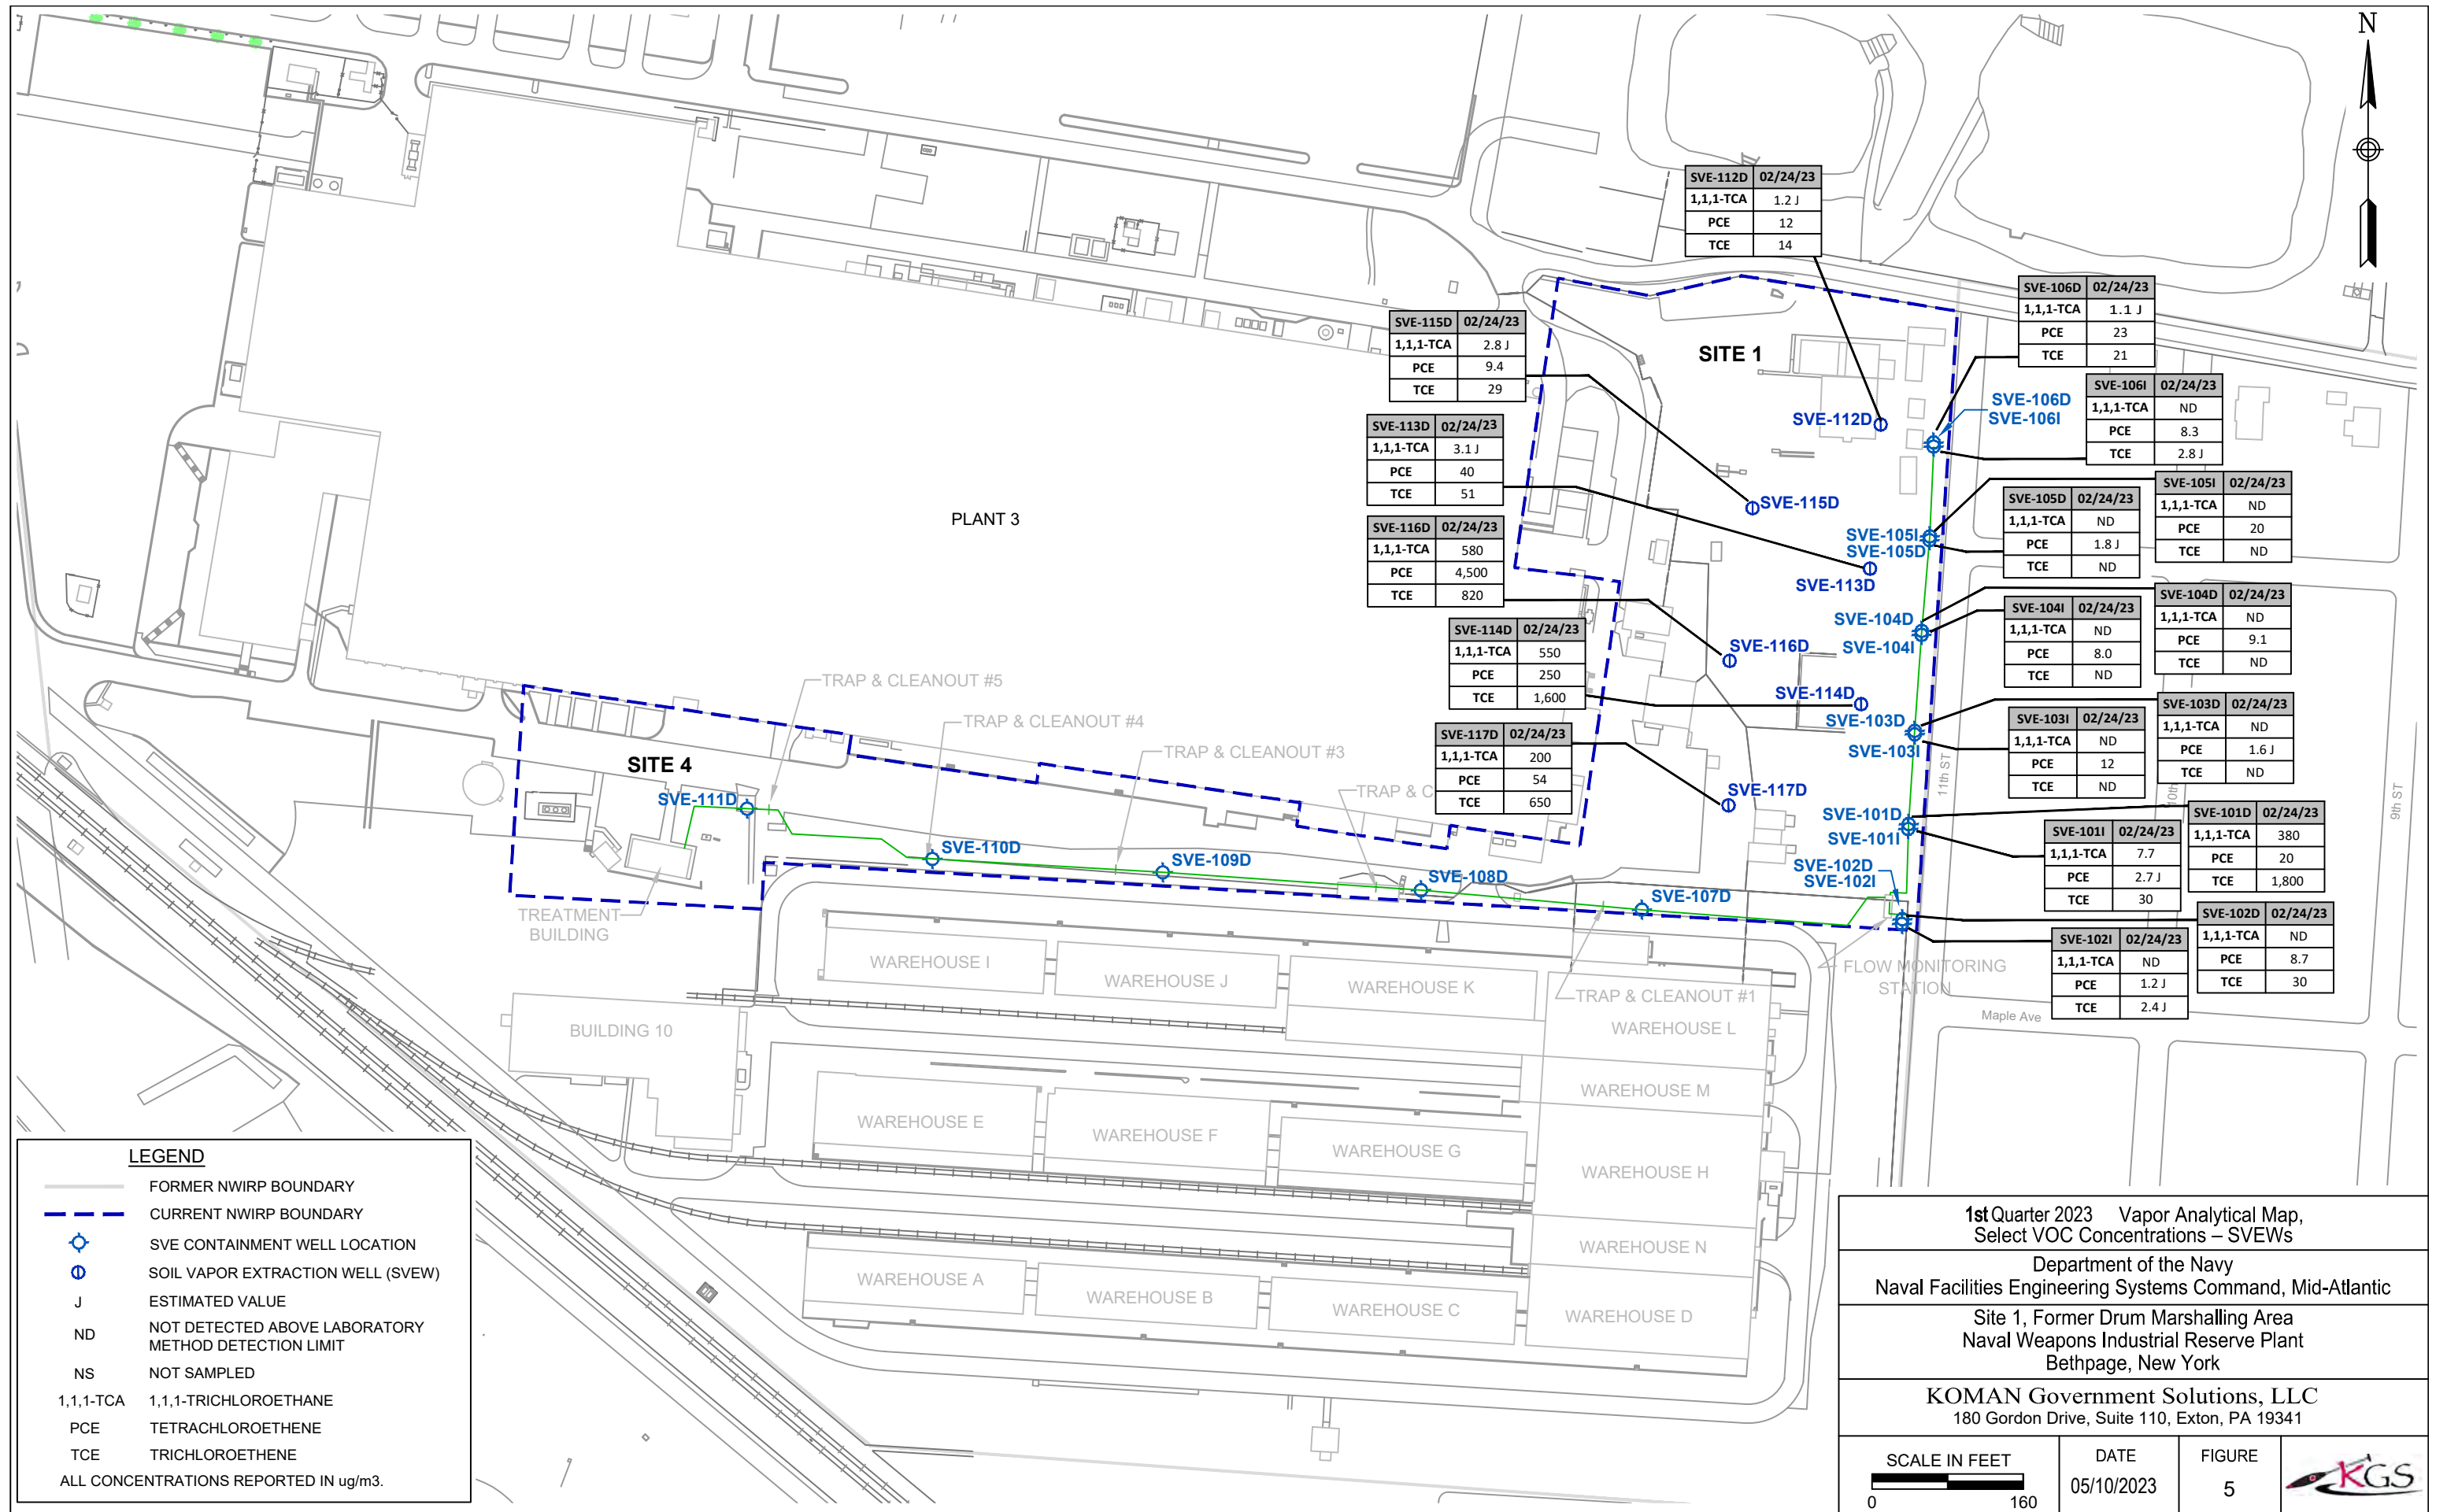 N
SVE-112D 02/24/23
1,1,1-TCA 1.2 J
PCE 12
TCE 14
SVE-106D 02/24/23
1,1,1-TCA 1.1 J
PCE 23
TCE 21
SVE-115D 02/24/23
1,1,1-TCA 2.8 J
PCE 9.4
TCE 29
SITE 1
SVE-106I 02/24/23
1,1,1-TCA ND
PCE 8.3
TCE 2.8 J
SVE-106D
SVE-106I
SVE-112D
SVE-113D 02/24/23
1,1,1-TCA 3.1 J
PCE 40
TCE 51
SVE-105I 02/24/23
1,1,1-TCA ND
PCE 20
TCE ND
SVE-105D 02/24/23
1,1,1-TCA ND
PCE 1.8 J
TCE ND
SVE-115D
PLANT 3
SVE-116D 02/24/23
1,1,1-TCA 580
PCE 4,500
TCE 820
SVE-105I
SVE-105D
SVE-113D
SVE-104D 02/24/23
1,1,1-TCA ND
PCE 9.1
TCE ND
SVE-104I 02/24/23
1,1,1-TCA ND
PCE 8.0
TCE ND
SVE-104D
SVE-104I
SVE-114D 02/24/23
1,1,1-TCA 550
PCE 250
TCE 1,600
SVE-116D
SVE-114D
SVE-103D
SVE-103I
SVE-103D 02/24/23
1,1,1-TCA ND
PCE 1.6 J
TCE ND
SVE-103I 02/24/23
1,1,1-TCA ND
PCE 12
TCE ND
SVE-117D 02/24/23
1,1,1-TCA 200
PCE 54
TCE 650
TRAP & CLEANOUT #5
TRAP & CLEANOUT #4
TRAP & CLEANOUT #3
TRAP & C
11th ST
10th
9th ST
SITE 4
SVE-111D
SVE-117D
SVE-101D
SVE-101I
SVE-101D 02/24/23
1,1,1-TCA 380
PCE 20
TCE 1,800
SVE-101I 02/24/23
1,1,1-TCA 7.7
PCE 2.7 J
TCE 30
SVE-110D
SVE-109D
SVE-108D
SVE-107D
SVE-102D
SVE-102I
SVE-102D 02/24/23
1,1,1-TCA ND
PCE 8.7
TCE 30
SVE-102I 02/24/23
1,1,1-TCA ND
PCE 1.2 J
TCE 2.4 J
TREATMENT
BUILDING
FLOW MONITORING
STATION
TRAP & CLEANOUT #1
Maple Ave
WAREHOUSE I
WAREHOUSE J
WAREHOUSE K
WAREHOUSE L
BUILDING 10
WAREHOUSE M
WAREHOUSE E
WAREHOUSE F
WAREHOUSE G
WAREHOUSE H
WAREHOUSE N
WAREHOUSE A
WAREHOUSE B
WAREHOUSE C
WAREHOUSE D
LEGEND
FORMER NWIRP BOUNDARY
CURRENT NWIRP BOUNDARY
SVE CONTAINMENT WELL LOCATION
SOIL VAPOR EXTRACTION WELL (SVEW)
J ESTIMATED VALUE
ND NOT DETECTED ABOVE LABORATORY
METHOD DETECTION LIMIT
NS NOT SAMPLED
1,1,1-TCA 1,1,1-TRICHLOROETHANE
PCE TETRACHLOROETHENE
TCE TRICHLOROETHENE
ALL CONCENTRATIONS REPORTED IN ug/m3.
1st Quarter 2023 Vapor Analytical Map,
Select VOC Concentrations – SVEWs
Department of the Navy
Naval Facilities Engineering Systems Command, Mid-Atlantic
Site 1, Former Drum Marshalling Area
Naval Weapons Industrial Reserve Plant
Bethpage, New York
KOMAN Government Solutions, LLC
180 Gordon Drive, Suite 110, Exton, PA 19341
SCALE IN FEET
0 160
DATE
05/10/2023
FIGURE
5
KGS